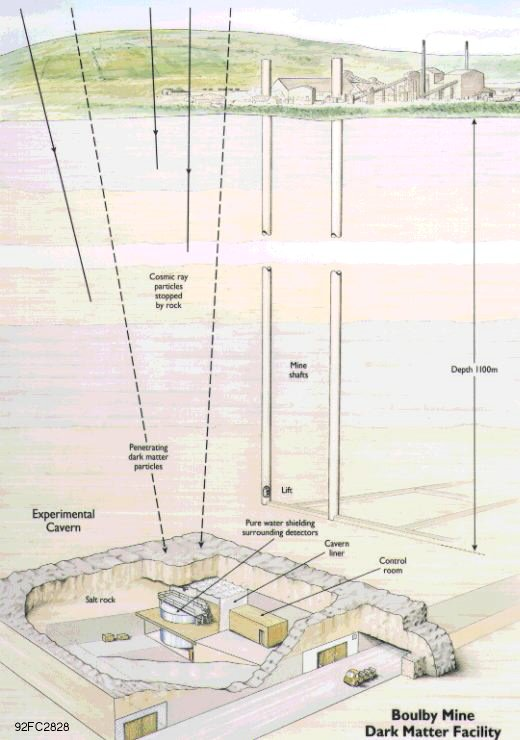 Cosmic ray
particles
stopped
by rock
Mine
shafts
Depth 1100m
Penetrating
dark matter
particles
Lift
Experimental
Cavern
Pure water shielding
surrounding detectors
Cavern
liner
Control
room
Salt rock
Boulby Mine
Dark Matter Facility
92FC2828